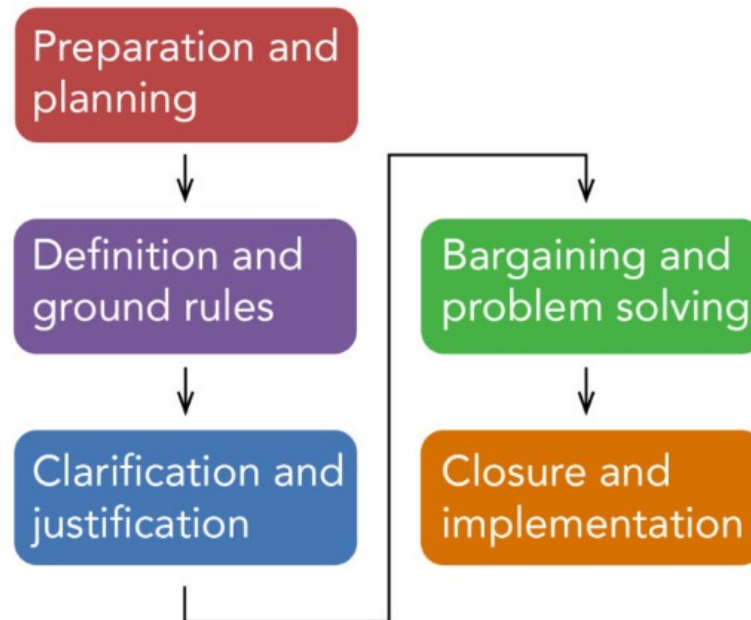 Preparation and
planning
Definition and
ground rules
Clarification and
justification
Bargaining and
problem solving
Closure and
implementation